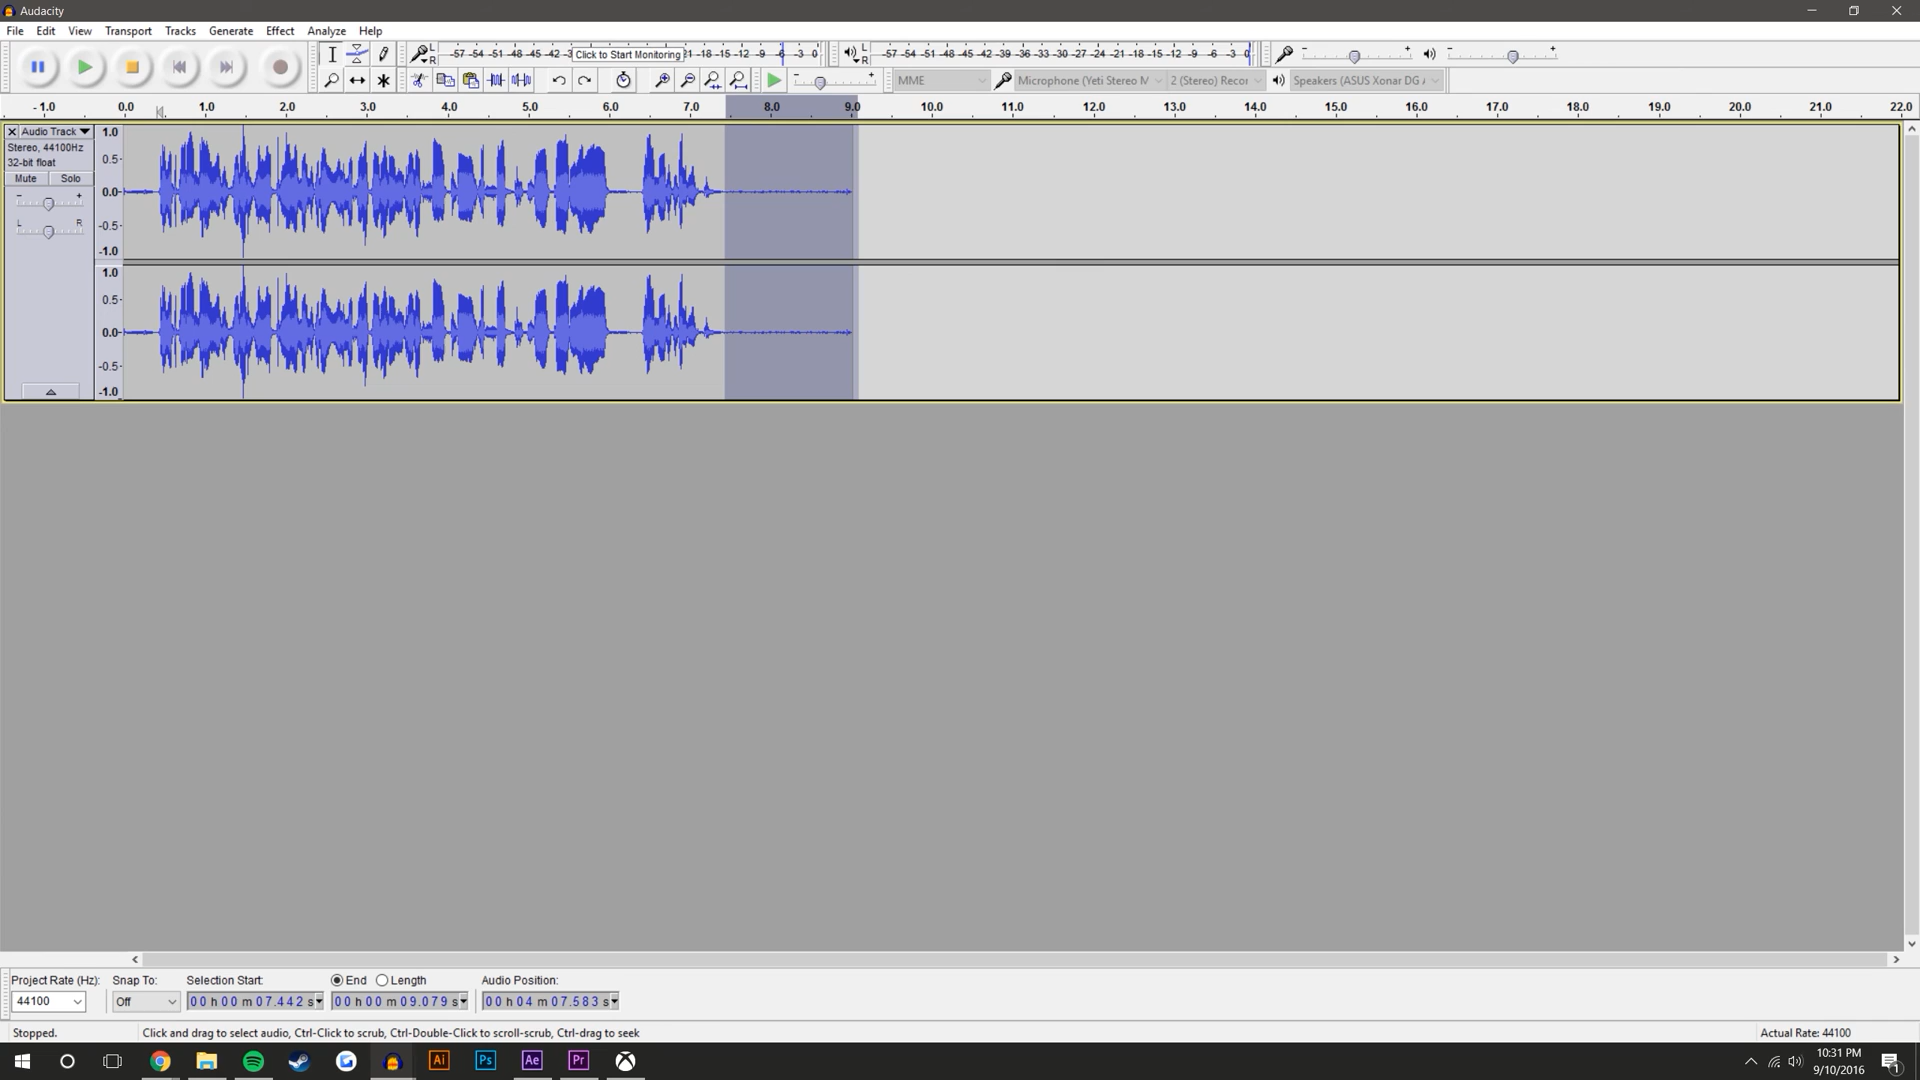 Audacity
File Edit View Transport Tracks Generate Effect Analyze Help
L R -57 -54 -51 -48 -45 -42 -3 Click to Start Monitoring 21 -18 -15 -12 -9 -6 -3 0 L R -57 -54 -51 -48 -45 -42 -39 -36 -33 -30 -27 -24 -21 -18 -15 -12 -9 -6 -3 0 - + - +
- + MME Microphone (Yeti Stereo M 2 (Stereo) Recor Speakers (ASUS Xonar DG A
-1.0 0.0 1.0 2.0 3.0 4.0 5.0 6.0 7.0 8.0 9.0 10.0 11.0 12.0 13.0 14.0 15.0 16.0 17.0 18.0 19.0 20.0 21.0 22.0
Audio Track 1.0
Stereo, 44100Hz
32-bit float 0.5
Mute Solo
- + 0.0
L R -0.5
-1.0
1.0
0.5
0.0
-0.5
-1.0
Project Rate (Hz): Snap To: Selection Start: End Length Audio Position:
44100 Off 00 h 00 m 07.442 s 00 h 00 m 09.079 s 00 h 04 m 07.583 s
Stopped. Click and drag to select audio, Ctrl-Click to scrub, Ctrl-Double-Click to scroll-scrub, Ctrl-drag to seek Actual Rate: 44100
Ai Ps Ae Pr 10:31 PM
9/10/2016 1